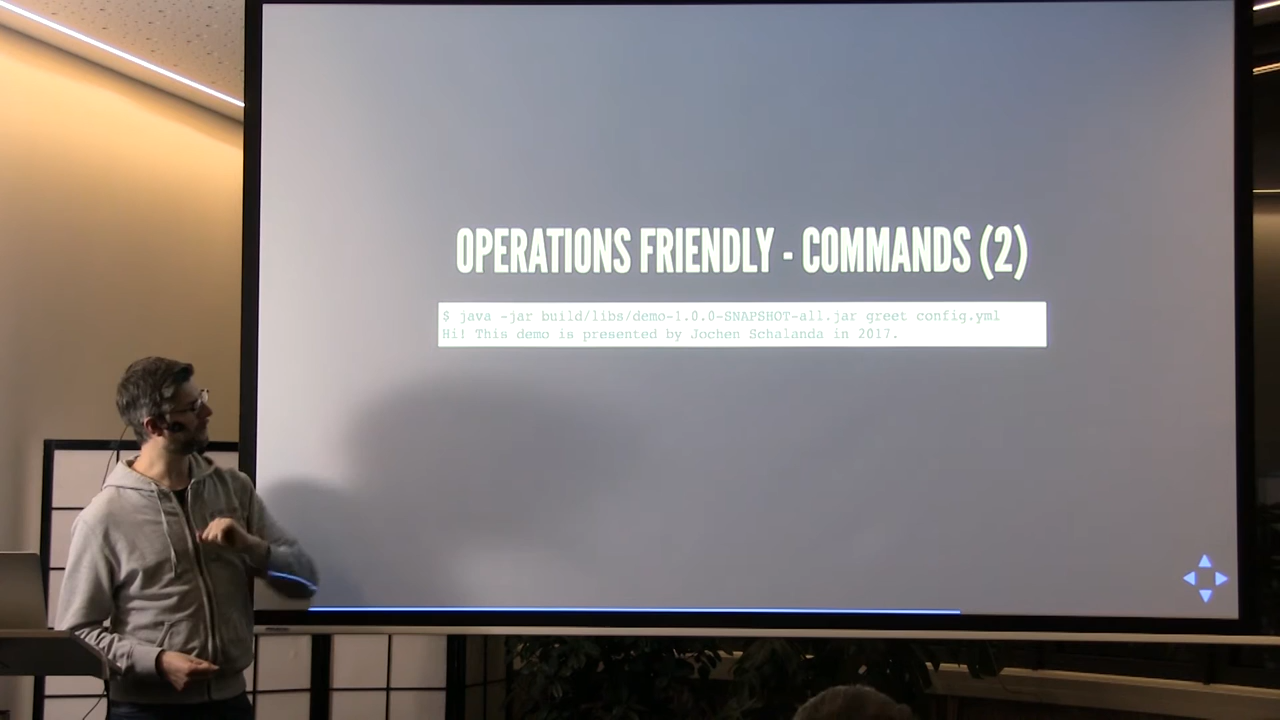 OPERATIONS FRIENDLY - COMMANDS (2)
$ java -jar build/libs/demo-1.0.0-SNAPSHOT-all.jar greet config.yml
Hi! This demo is presented by Jochen Schalanda in 2017.